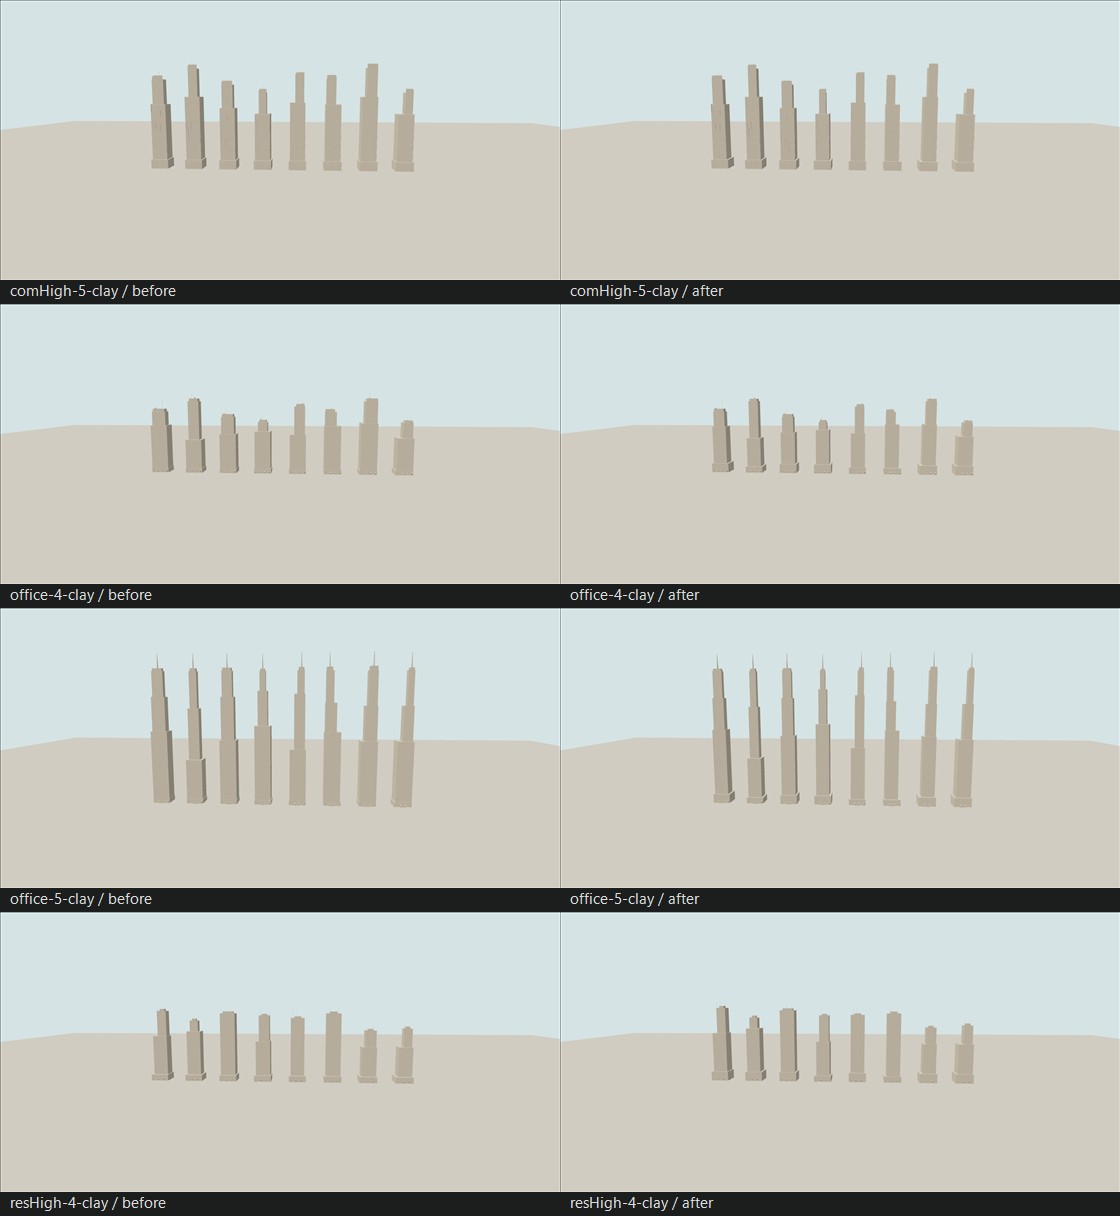 comHigh-5-clay / before
comHigh-5-clay / after
office-4-clay / before
office-4-clay / after
office-5-clay / before
office-5-clay / after
resHigh-4-clay / before
resHigh-4-clay / after